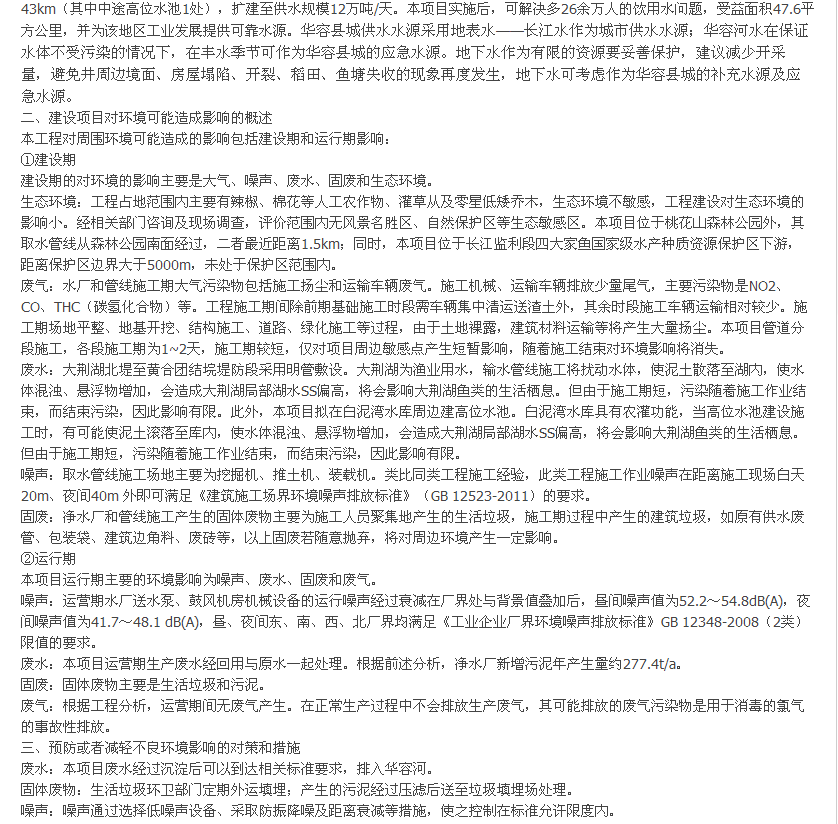 43km（其中中途高位水池1处），扩建至供水规模12万吨/天。本项目实施后，可解决多26余万人的饮用水问题，受益面积47.6平
方公里，并为该地区工业发展提供可靠水源。华容县城供水水源采用地表水——长江水作为城市供水水源；华容河水在保证
水体不受污染的情况下，在丰水季节可作为华容县城的应急水源。地下水作为有限的资源要妥善保护，建议减少开采
量，避免井周边境面、房屋塌陷、开裂、稻田、鱼塘失收的现象再度发生，地下水可考虑作为华容县城的补充水源及应
急水源。
二、建设项目对环境可能造成影响的概述
本工程对周围环境可能造成的影响包括建设期和运行期影响：
①建设期
建设期的对环境的影响主要是大气、噪声、废水、固废和生态环境。
生态环境：工程占地范围内主要有辣椒、棉花等人工农作物、灌草从及零星低矮乔木，生态环境不敏感，工程建设对生态环境的
影响小。经相关部门咨询及现场调查，评价范围内无风景名胜区、自然保护区等生态敏感区。本项目位于桃花山森林公园外，其
取水管线从森林公园南面经过，二者最近距离1.5km；同时，本项目位于长江监利段四大家鱼国家级水产种质资源保护区下游，
距离保护区边界大于5000m，未处于保护区范围内。
废气：水厂和管线施工期大气污染物包括施工扬尘和运输车辆废气。施工机械、运输车辆排放少量尾气，主要污染物是NO2、
CO、THC（碳氢化合物）等。工程施工期间除前期基础施工时段需车辆集中清运送渣土外，其余时段施工车辆运输相对较少。施
工期场地平整、地基开挖、结构施工、道路、绿化施工等过程，由于土地裸露，建筑材料运输等将产生大量扬尘。本项目管道分
段施工，各段施工期为1~2天，施工期较短，仅对项目周边敏感点产生短暂影响，随着施工结束对环境影响将消失。
废水：大荆湖北堤至黄合团结垸堤防段采用明管敷设。大荆湖为渔业用水，输水管线施工将扰动水体，使泥土散落至湖内，使水
体混浊、悬浮物增加，会造成大荆湖局部湖水SS偏高，将会影响大荆湖鱼类的生活栖息。但由于施工期短，污染随着施工作业结
束，而结束污染，因此影响有限。此外，本项目拟在白泥湾水库周边建高位水池。白泥湾水库具有农灌功能，当高位水池建设施
工时，有可能使泥土滚落至库内，使水体混浊、悬浮物增加，会造成大荆湖局部湖水SS偏高，将会影响大荆湖鱼类的生活栖息。
但由于施工期短，污染随着施工作业结束，而结束污染，因此影响有限。
噪声：取水管线施工场地主要为挖掘机、推土机、装载机。类比同类工程施工经验，此类工程施工作业噪声在距离施工现场白天
20m、夜间40m 外即可满足《建筑施工场界环境噪声排放标准》（GB 12523-2011）的要求。
固废：净水厂和管线施工产生的固体废物主要为施工人员聚集地产生的生活垃圾，施工期过程中产生的建筑垃圾，如原有供水废
管、包装袋、建筑边角料、废砖等，以上固废若随意抛弃，将对周边环境产生一定影响。
②运行期
本项目运行期主要的环境影响为噪声、废水、固废和废气。
噪声：运营期水厂送水泵、鼓风机房机械设备的运行噪声经过衰减在厂界处与背景值叠加后，昼间噪声值为52.2～54.8dB(A)，夜
间噪声值为41.7～48.1 dB(A)，昼、夜间东、南、西、北厂界均满足《工业企业厂界环境噪声排放标准》GB 12348-2008（2类）
限值的要求。
废水：本项目运营期生产废水经回用与原水一起处理。根据前述分析，净水厂新增污泥年产生量约277.4t/a。
固废：固体废物主要是生活垃圾和污泥。
废气：根据工程分析，运营期间无废气产生。在正常生产过程中不会排放生产废气，其可能排放的废气污染物是用于消毒的氯气
的事故性排放。
三、预防或者减轻不良环境影响的对策和措施
废水：本项目废水经过沉淀后可以到达相关标准要求，排入华容河。
固体废物：生活垃圾环卫部门定期外运填埋；产生的污泥经过压滤后送至垃圾填埋场处理。
噪声：噪声通过选择低噪声设备、采取防振降噪及距离衰减等措施，使之控制在标准允许限度内。